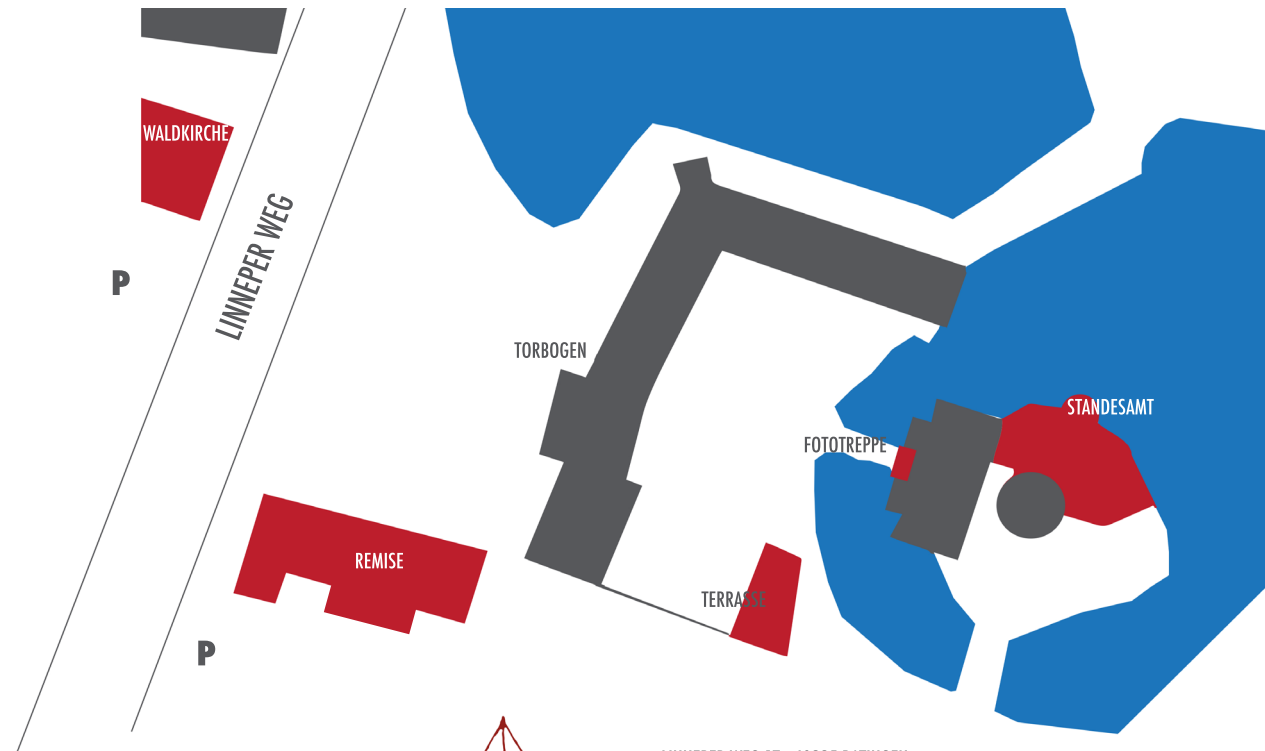 WALDKIRCHE
LINNEPER WEG
P
TORBOGEN
STANDESAMT
FOTOTREPPE
REMISE
TERRASSE
P